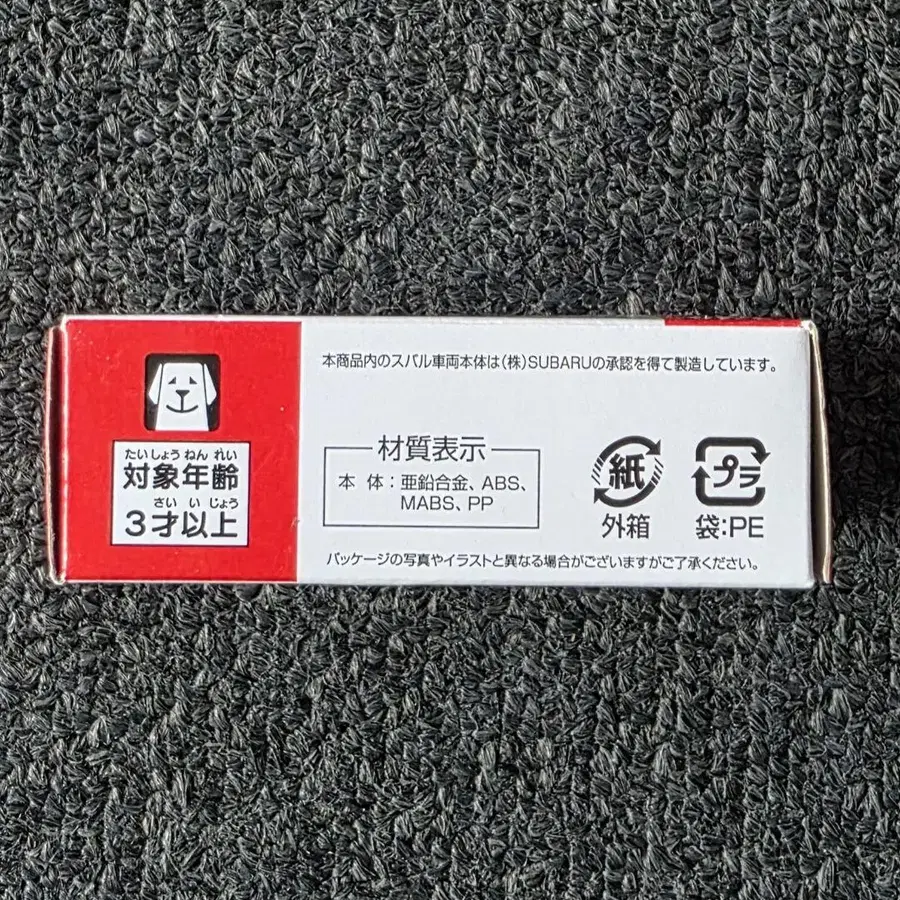 たいしょうねんれい
対象年齢
さい いじょう
3才以上
本商品内のスバル車両本体は(株)SUBARUの承認を得て製造しています。
材質表示
本 体：亜鉛合金、ABS、
MABS、PP
紙
外箱
プラ
袋:PE
パッケージの写真やイラストと異なる場合がございますがご了承ください。